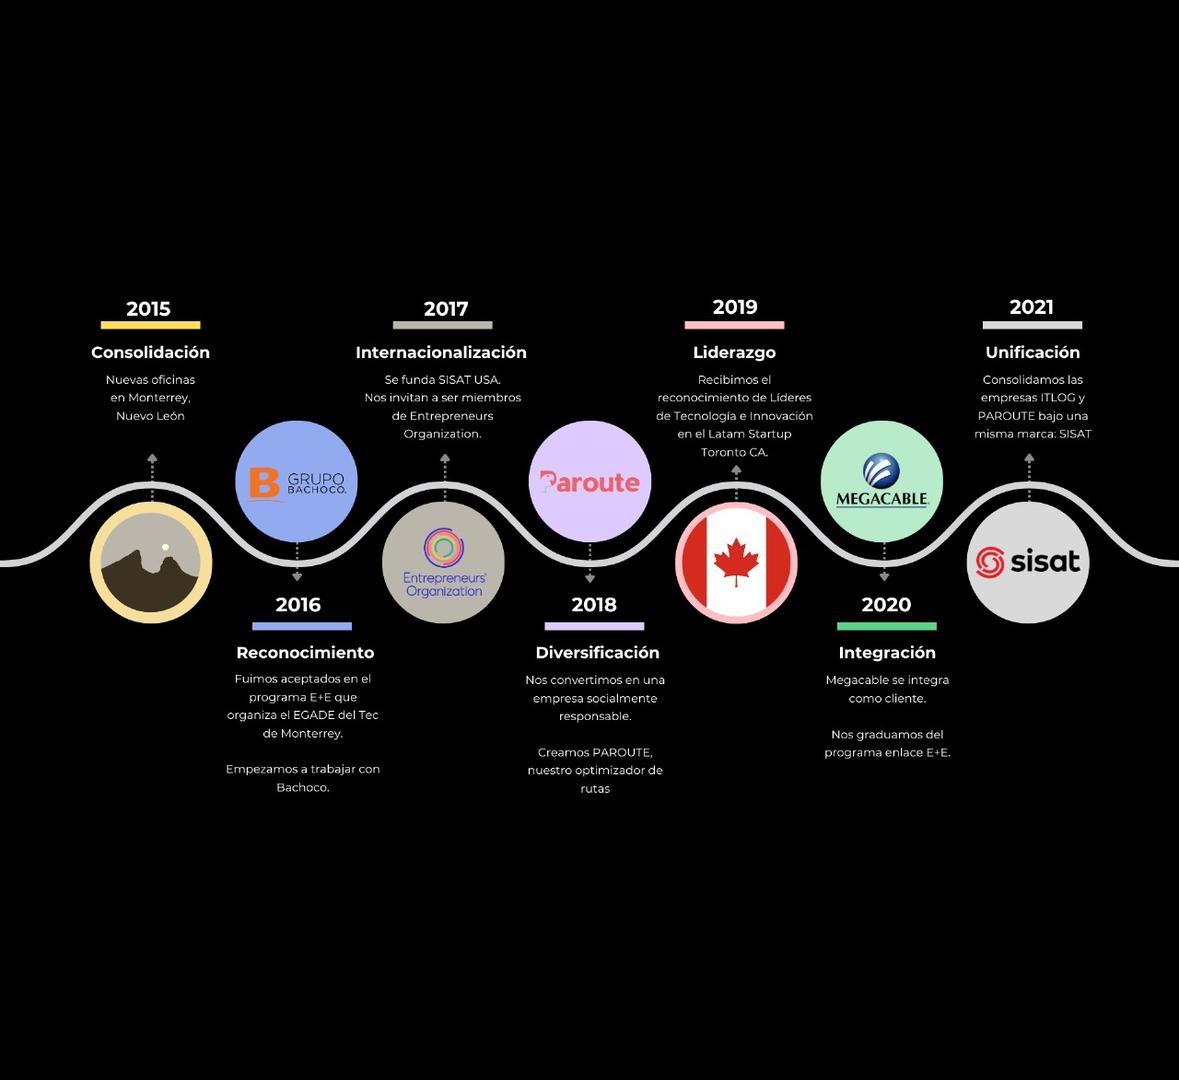 2015
Consolidación
Nuevas oficinas
en Monterrey,
Nuevo León
GRUPO
BACHOCO.
2016
Reconocimiento
Fuimos aceptados en el
programa E+E que
organiza el EGADE del Tec
de Monterrey.
Empezamos a trabajar con
Bachoco.
2017
Internacionalización
Se funda SISAT USA.
Nos invitan a ser miembros
de Entrepreneurs
Organization.
Entrepreneurs'
Organization
Paroute
2018
Diversificación
Nos convertimos en una
empresa socialmente
responsable.
Creamos PAROUTE,
nuestro optimizador de
rutas
2019
Liderazgo
Recibimos el
reconocimiento de Líderes
de Tecnología e Innovación
en el Latam Startup
Toronto CA.
MEGACABLE
2020
Integración
Megacable se integra
como cliente.
Nos graduamos del
programa enlace E+E.
2021
Unificación
Consolidamos las
empresas ITLOG y
PAROUTE bajo una
misma marca: SISAT
sisat